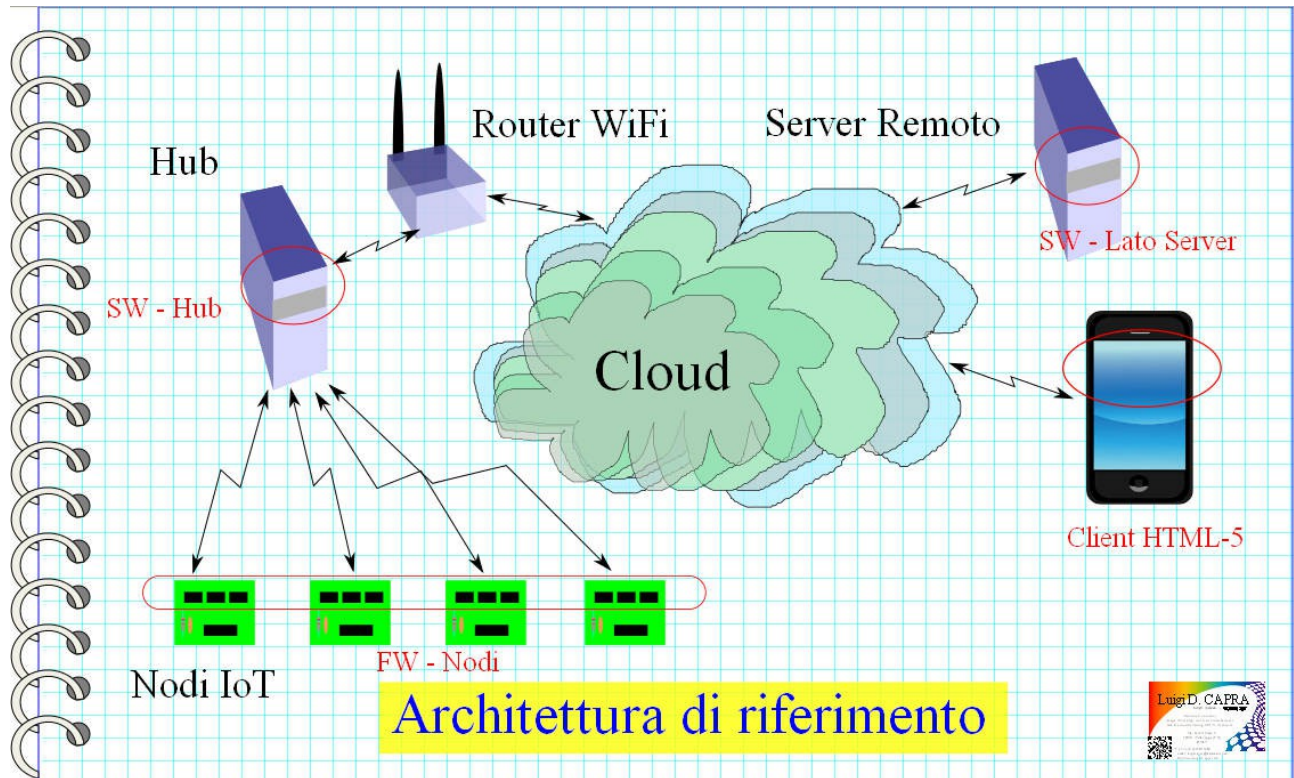 Router WiFi
Server Remoto
Hub
SW - Lato Server
SW - Hub
Cloud
Client HTML-5
FW - Nodi
Nodi IoT
Architettura di riferimento
Luigi D. CAPRA